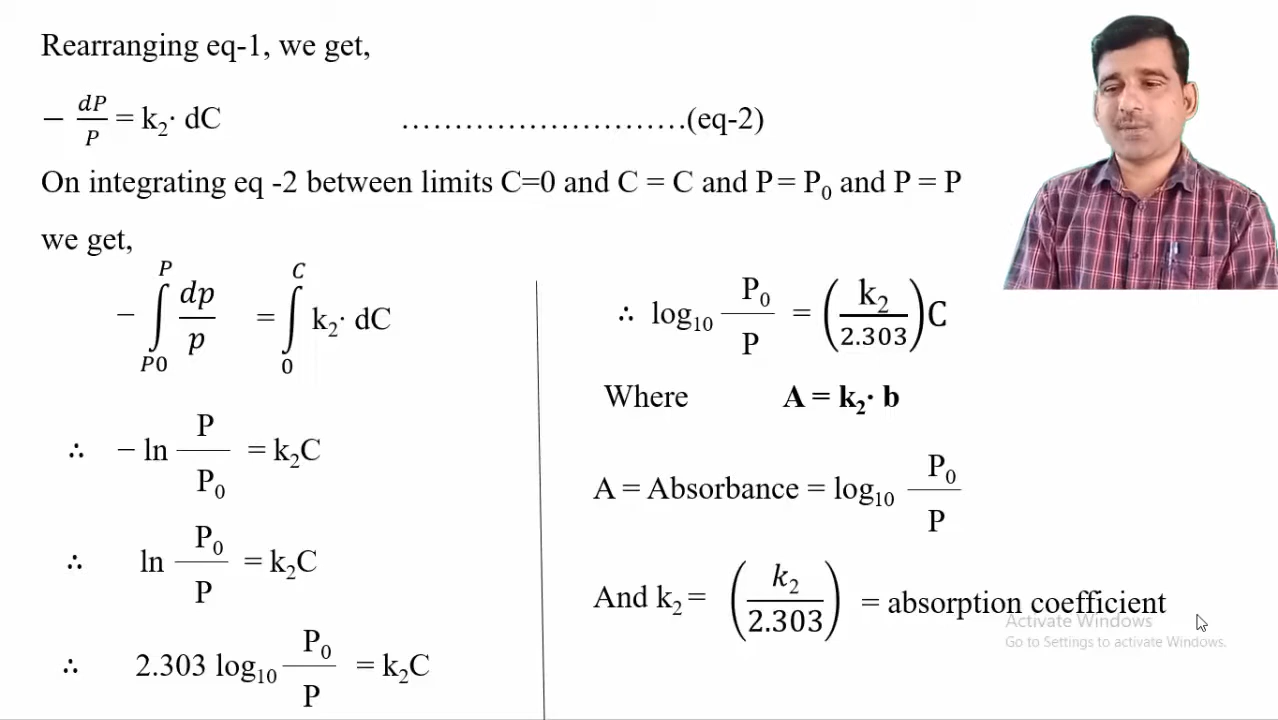 Rearranging eq-1, we get,
− dP/P = k₂· dC ...........................(eq-2)
On integrating eq -2 between limits C=0 and C = C and P = P₀ and P = P
we get,
− ∫_{P0}^{P} dp/p = ∫_{0}^{C} k₂· dC
∴ − ln P/P₀ = k₂C
∴ ln P₀/P = k₂C
∴ 2.303 log₁₀ P₀/P = k₂C
∴ log₁₀ P₀/P = (k₂/2.303)C
Where A = k₂· b
A = Absorbance = log₁₀ P₀/P
And k₂ = (k₂/2.303) = absorption coefficient
Activate Windows
Go to Settings to activate Windows.